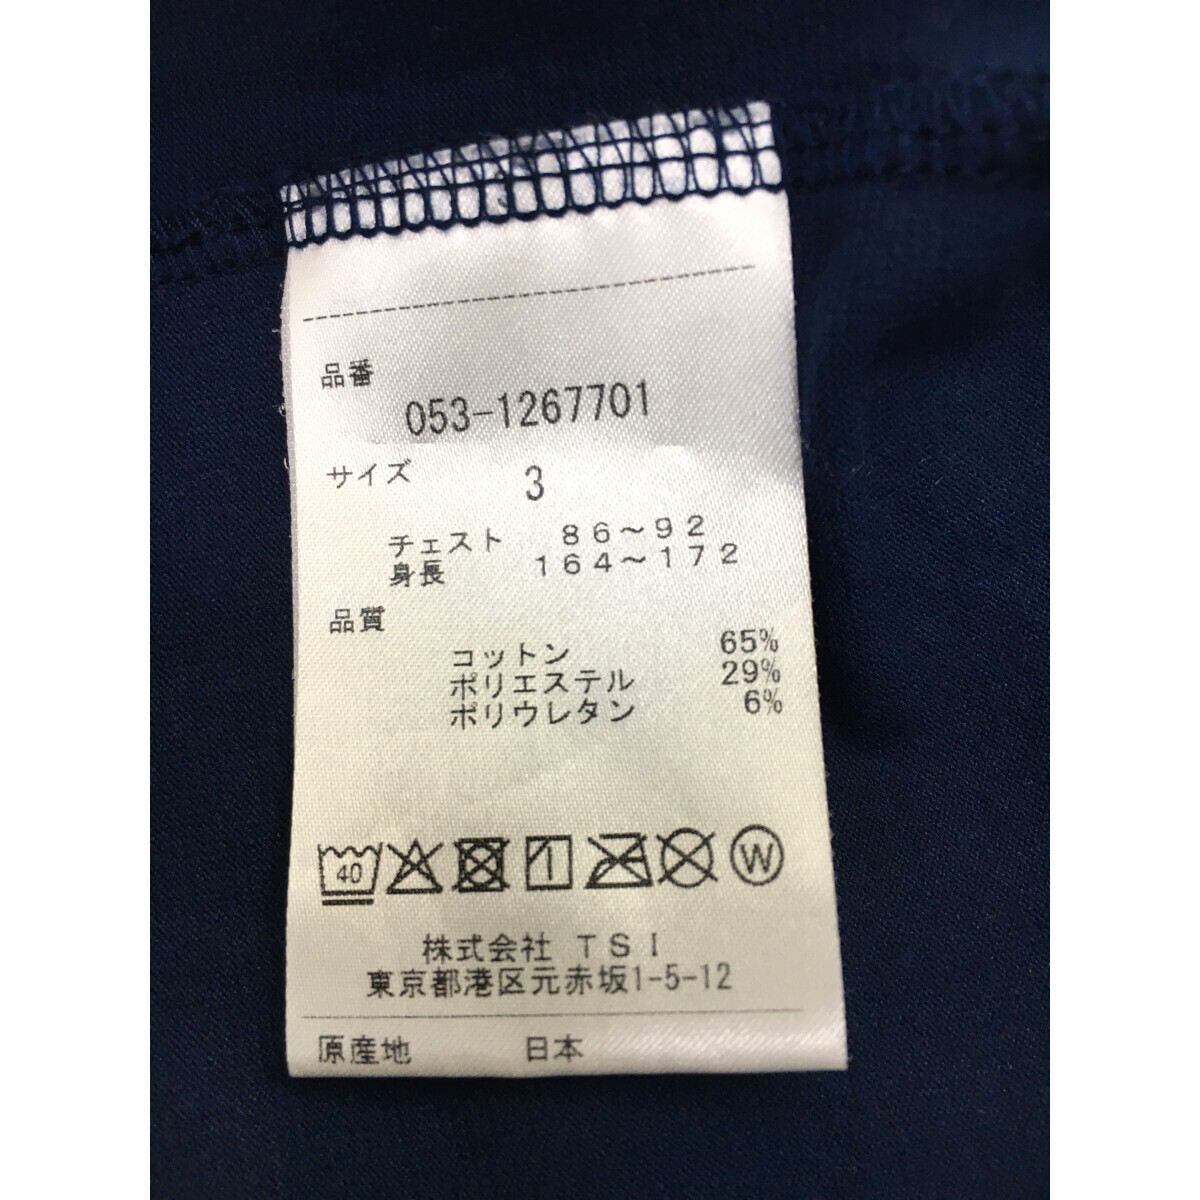 品番
053-1267701
サイズ 3
チェスト 86～92
身長 164～172
品質
コットン 65%
ポリエステル 29%
ポリウレタン 6%
40 W
株式会社 TSI
東京都港区元赤坂1-5-12
原産地 日本